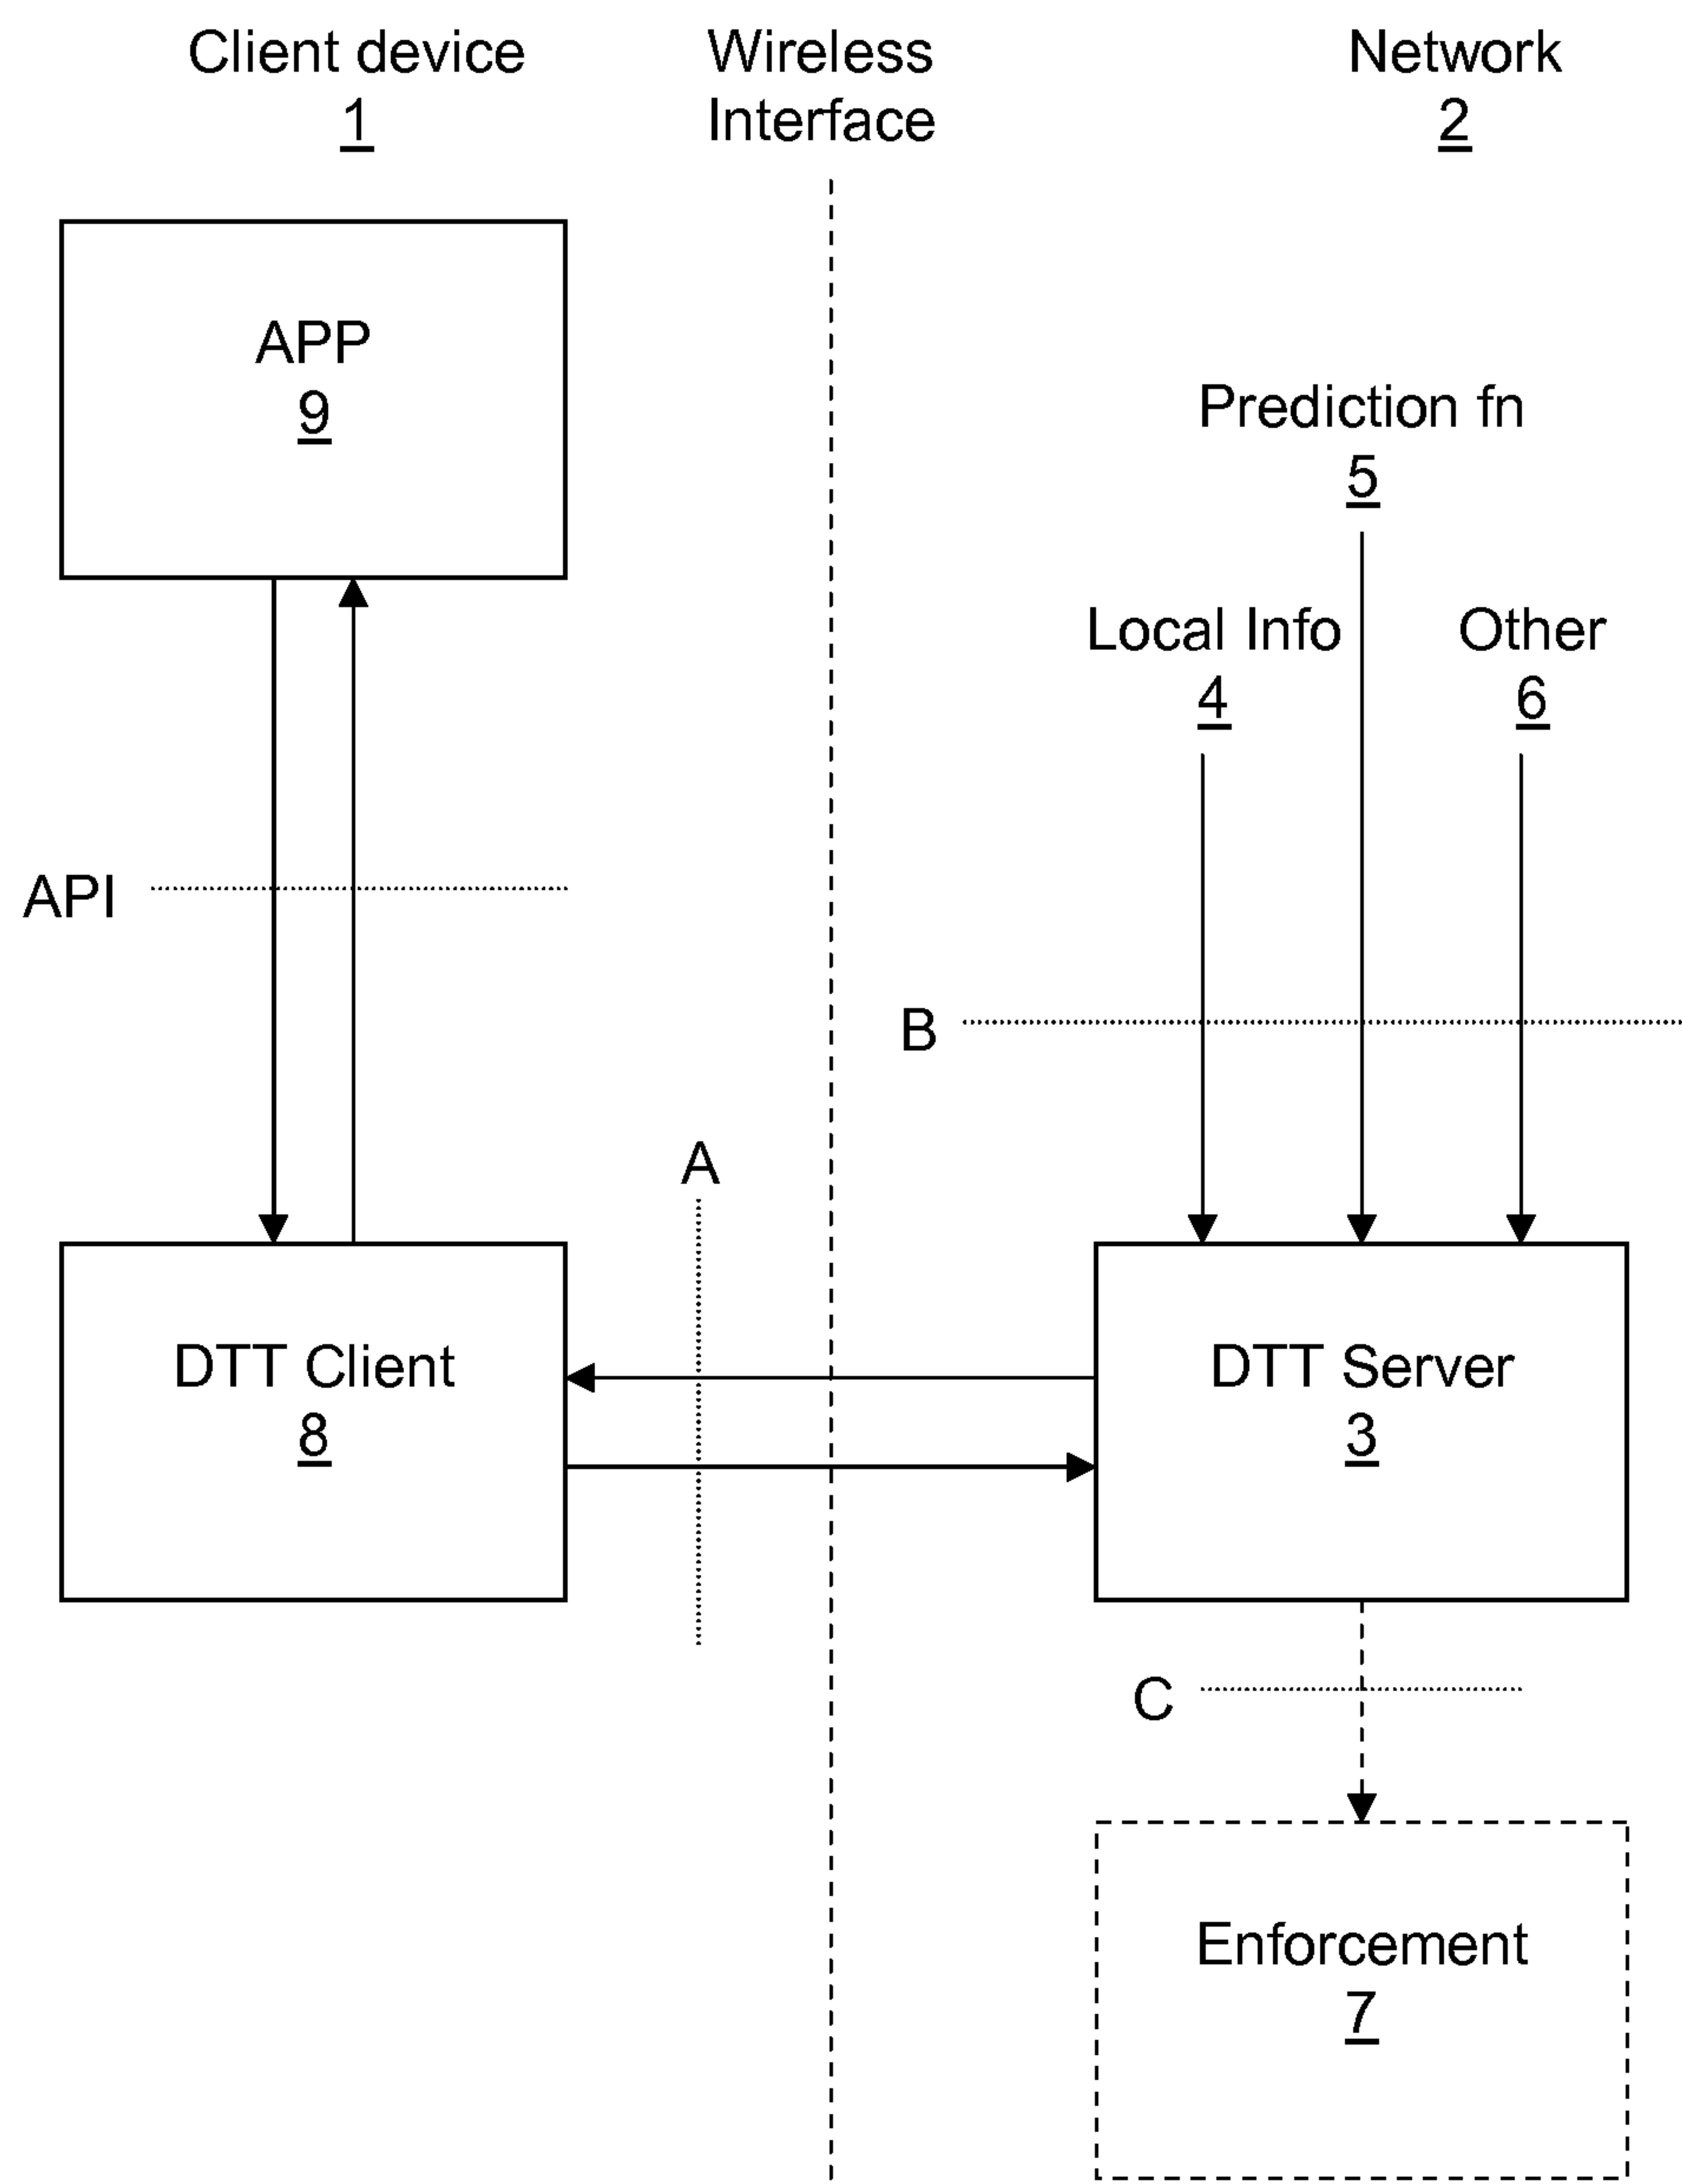 Client device
1
Wireless
Interface
Network
2
APP
9
Prediction fn
5
Local Info
4
Other
6
API
B
A
DTT Client
8
DTT Server
3
C
Enforcement
7